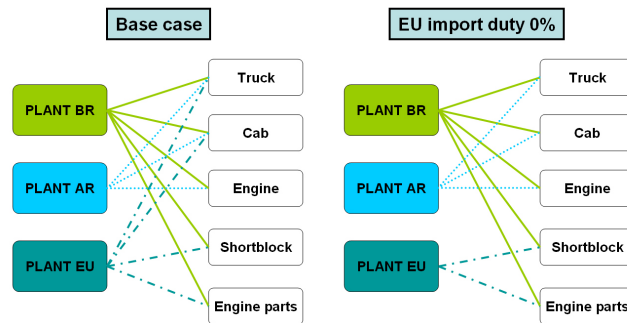 Base case
PLANT BR
PLANT AR
PLANT EU
Truck
Cab
Engine
Shortblock
Engine parts
EU import duty 0%
PLANT BR
PLANT AR
PLANT EU
Truck
Cab
Engine
Shortblock
Engine parts